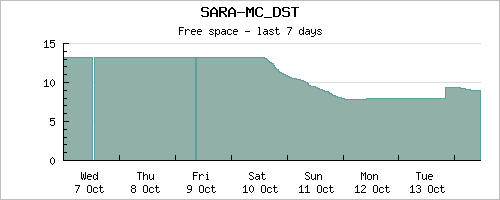 SARA-MC_DST
Free space - last 7 days
15
10
5
0
Wed Thu Fri Sat Sun Mon Tue
7 Oct 8 Oct 9 Oct 10 Oct 11 Oct 12 Oct 13 Oct